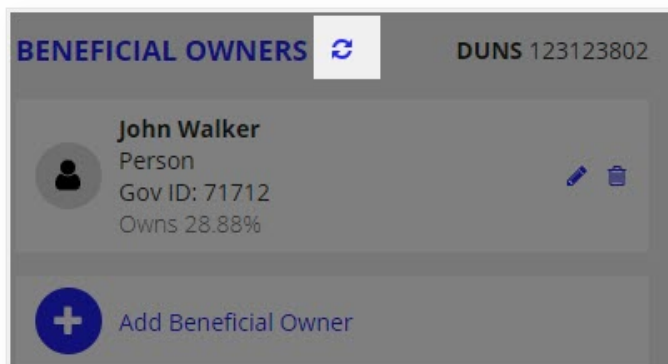 BENEFICIAL OWNERS DUNS 123123802
John Walker
Person
Gov ID: 71712
Owns 28.88%
Add Beneficial Owner